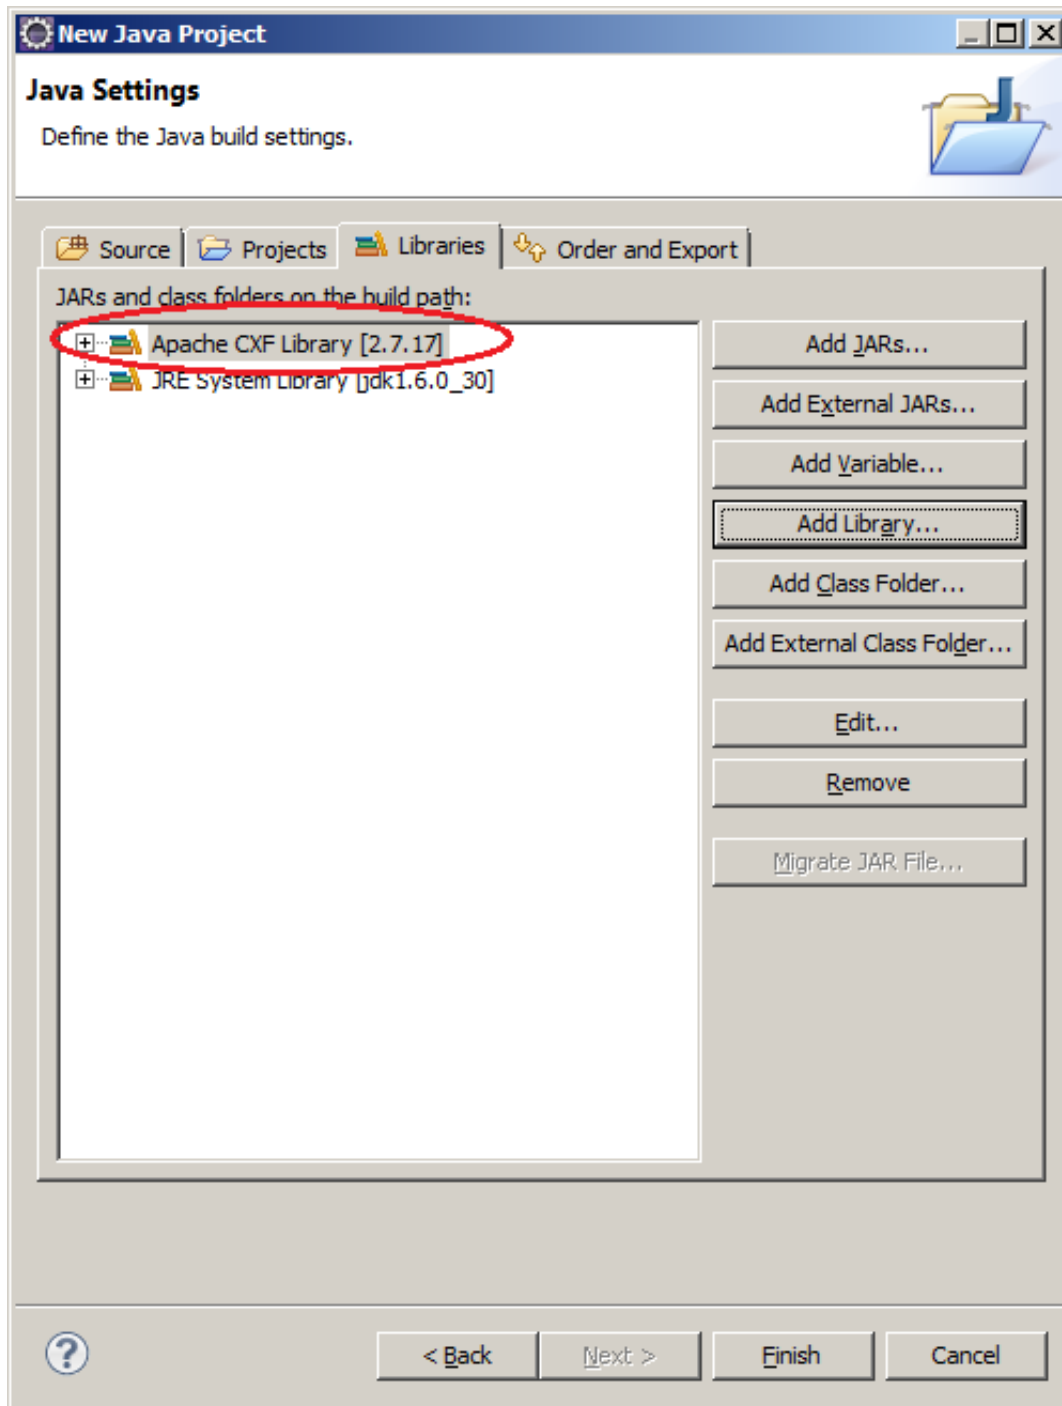 New Java Project
Java Settings
Define the Java build settings.
Source
Projects
Libraries
Order and Export
JARs and class folders on the build path:
Apache CXF Library [2.7.17]
JRE System Library [jdk1.6.0_30]
Add JARs...
Add External JARs...
Add Variable...
Add Library...
Add Class Folder...
Add External Class Folder...
Edit...
Remove
Migrate JAR File...
?
< Back
Next >
Finish
Cancel